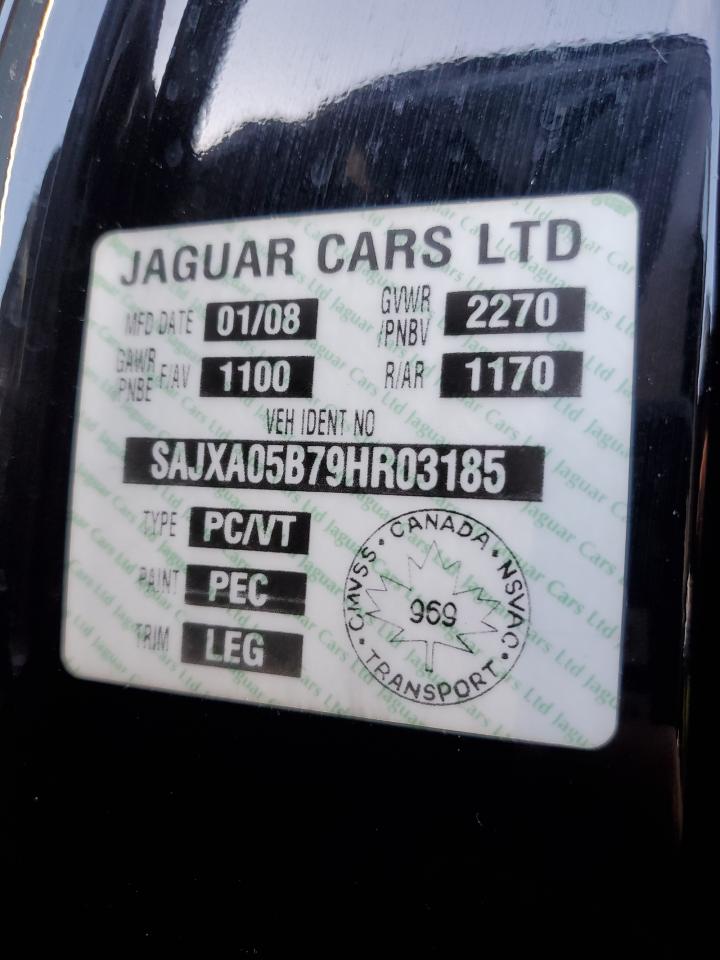 JAGUAR CARS LTD
MFD DATE 01/08 GVWR /PNBV 2270
GAWR PNBE F/AV 1100 R/AR 1170
VEH IDENT NO
SAJXA05B79HR03185
TYPE PC/VT
PAINT PEC
TRIM LEG
CMVSS • CANADA • NSVAC • TRANSPORT •
969